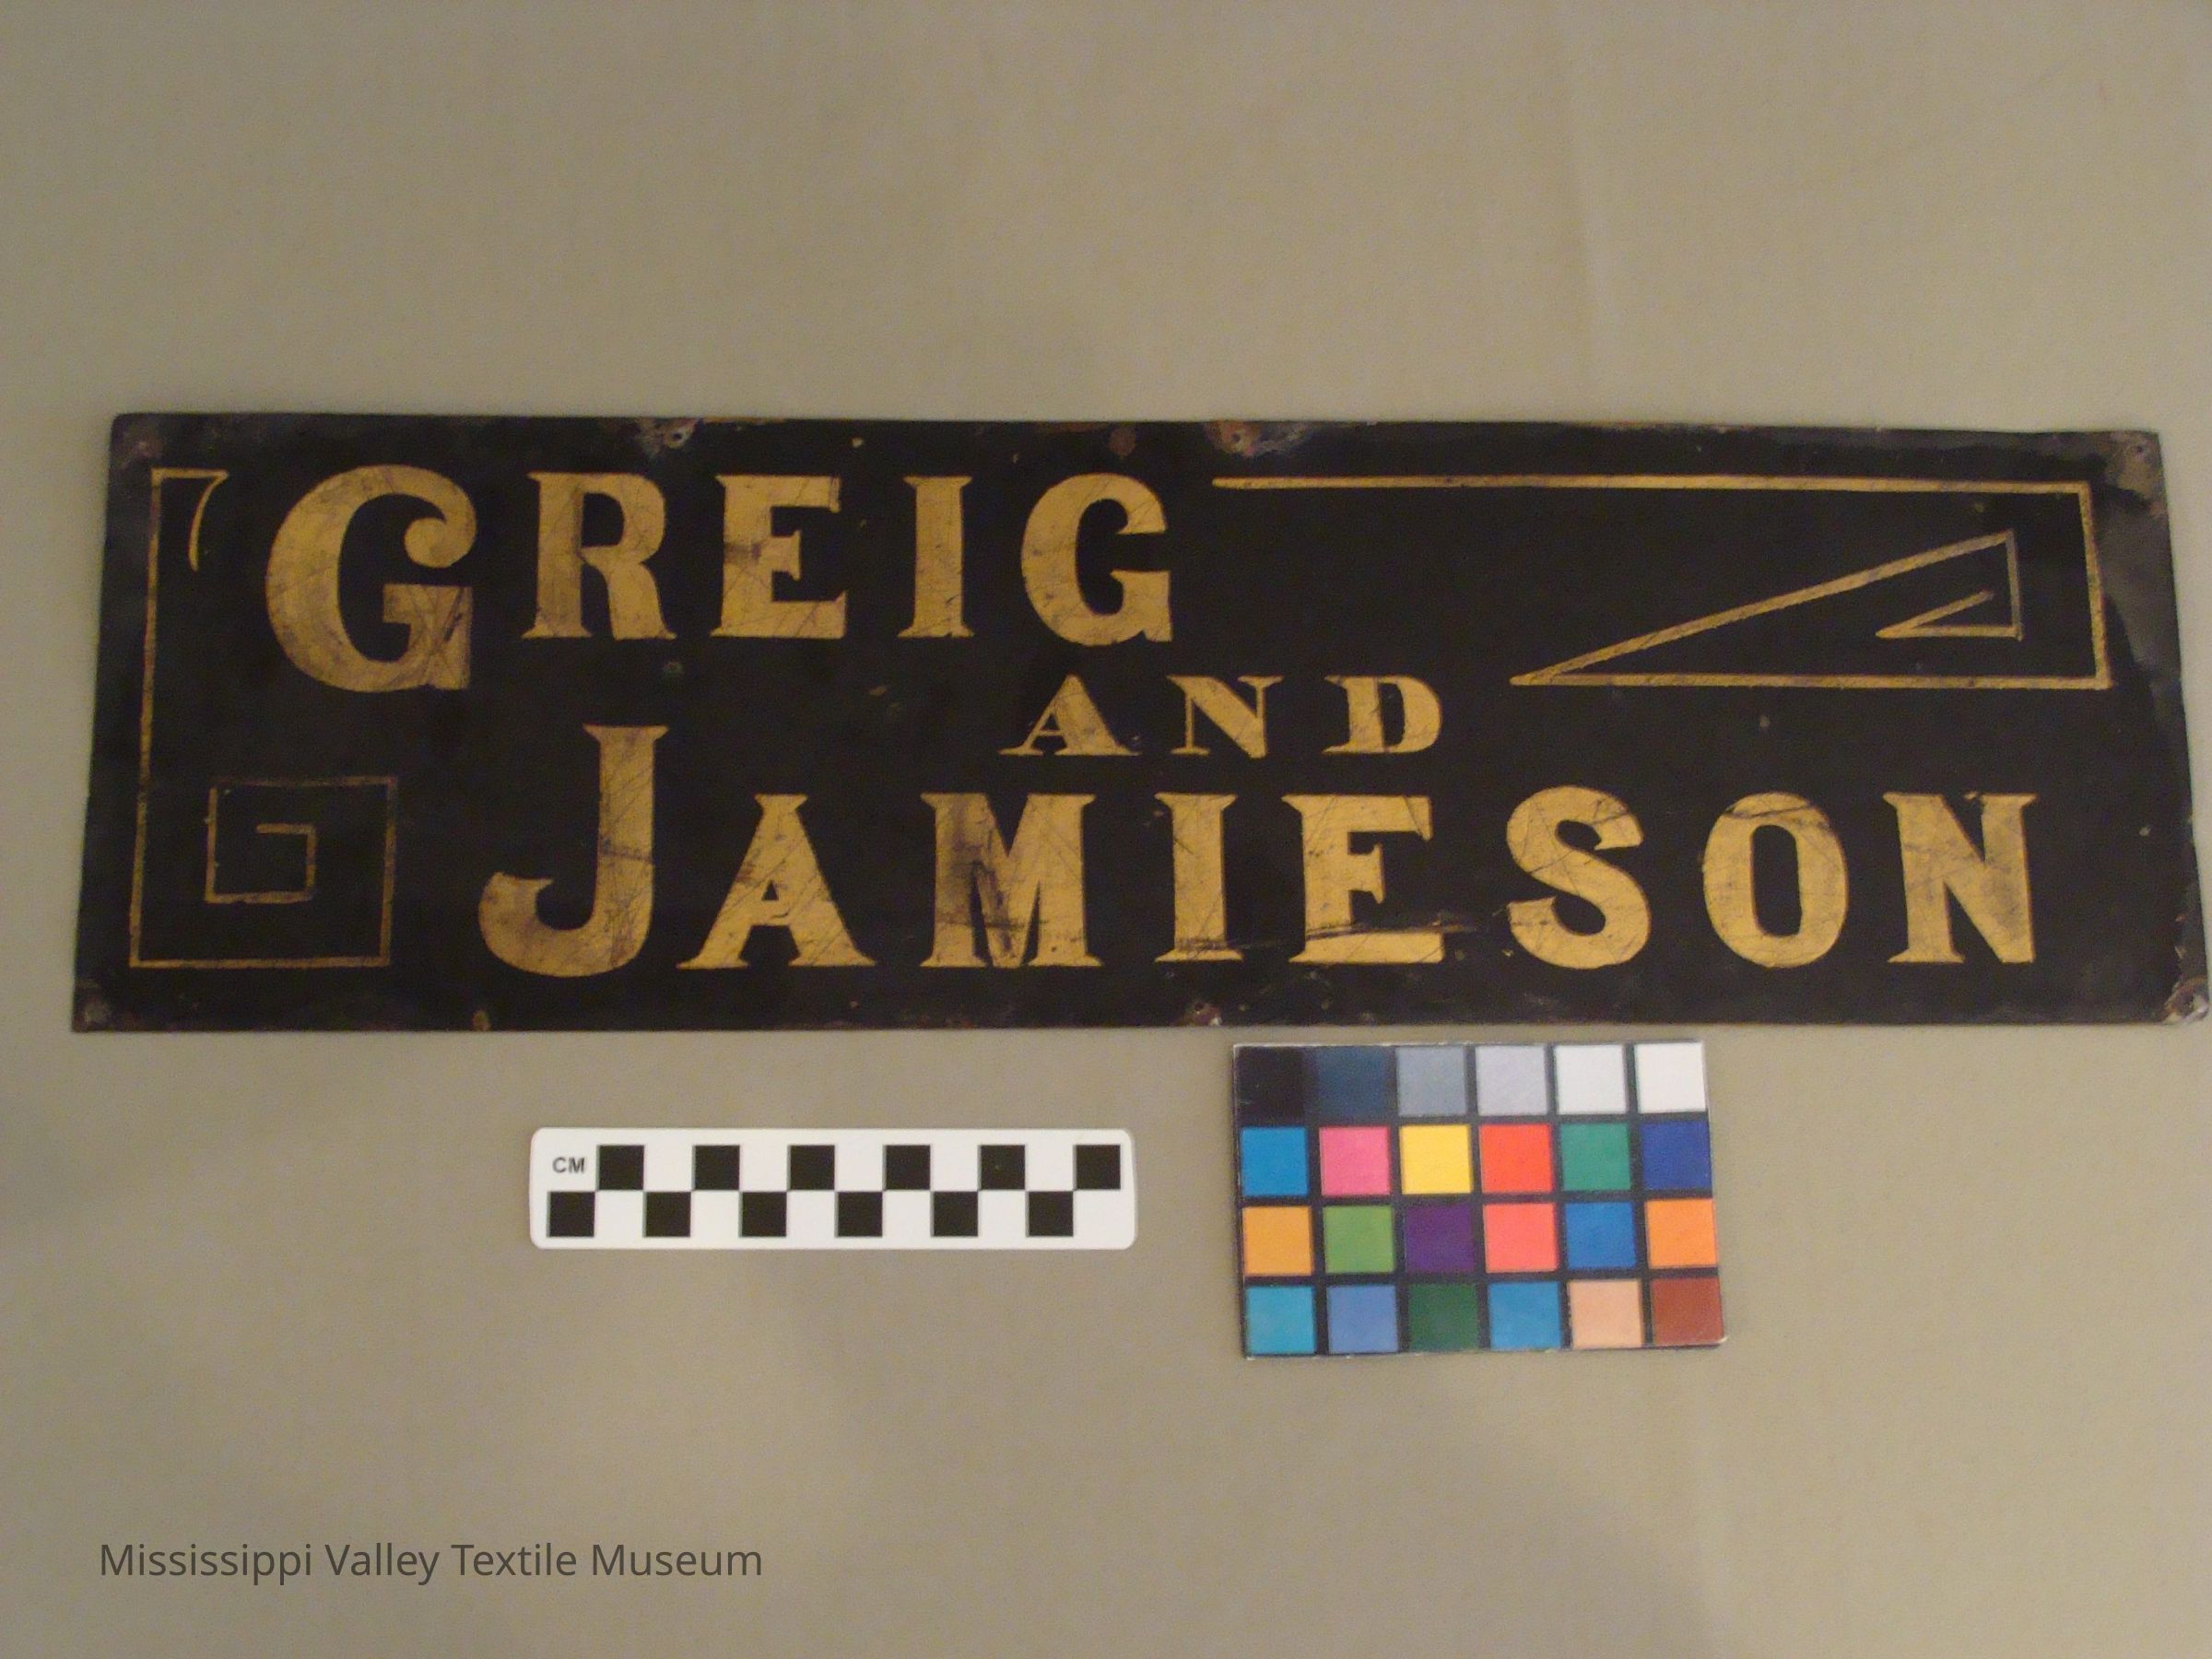 GREIG
AND
JAMIESON
CM
Mississippi Valley Textile Museum